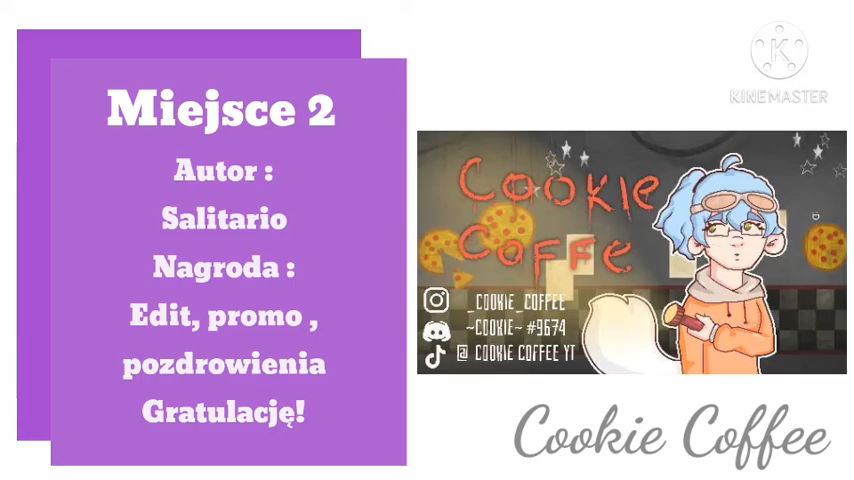 Miejsce 2
Autor :
Salitario
Nagroda :
Edit, promo ,
pozdrowienia
Gratulację!
K
KINEMASTER
Cookie
Coffe
_COOKIE_COFFEE
~COOKIE~ #9674
@ COOKIE COFFEE YT
Cookie Coffee